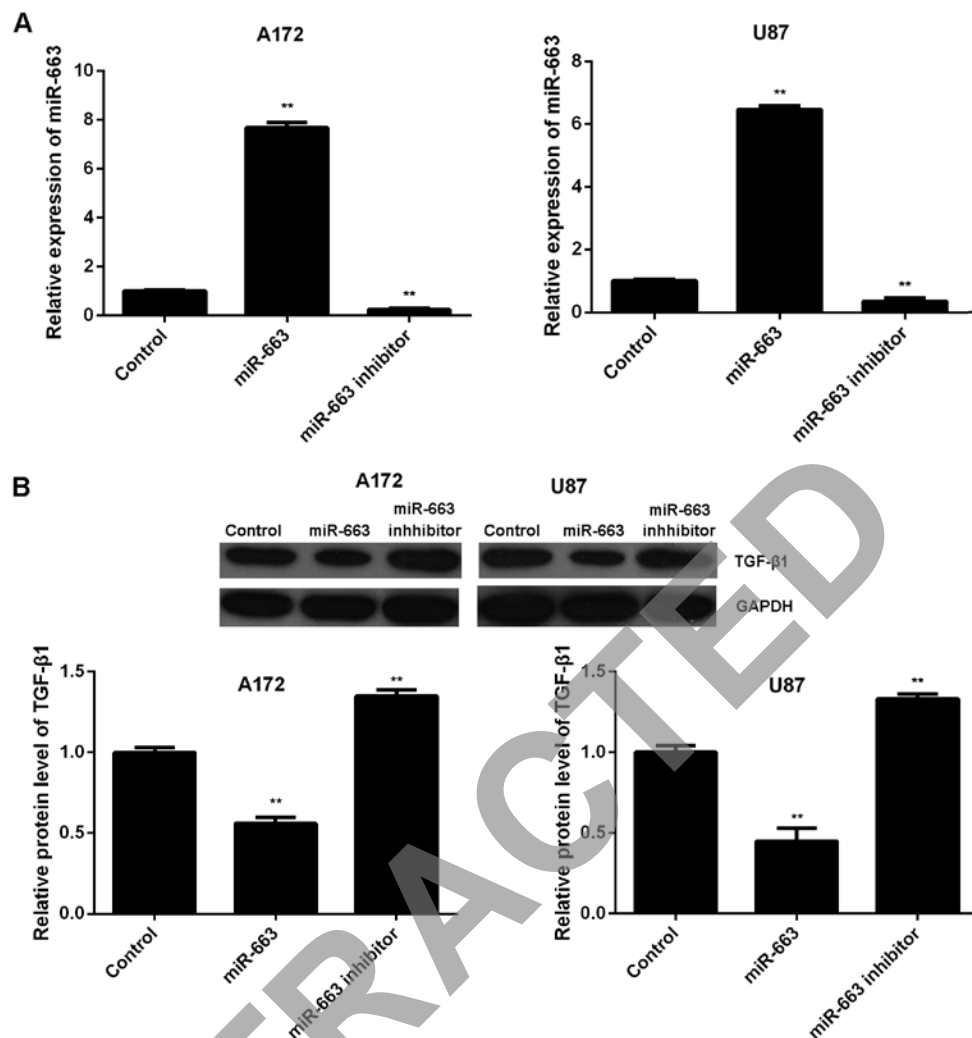 A
A172
U87
Relative expression of miR-663
10
8
6
4
2
0
**
**
Control
miR-663
miR-663 inhibitor
Relative expression of miR-663
8
6
4
2
0
**
**
Control
miR-663
miR-663 inhibitor
B
A172
U87
Control
miR-663
miR-663
inhhibitor
Control
miR-663
miR-663
inhhibitor
TGF-β1
GAPDH
A172
Relative protein level of TGF-β1
1.5
1.0
0.5
0.0
**
**
Control
miR-663
miR-663 inhibitor
U87
Relative protein level of TGF-β1
1.5
1.0
0.5
0.0
**
**
Control
miR-663
miR-663 inhibitor
TRACTED